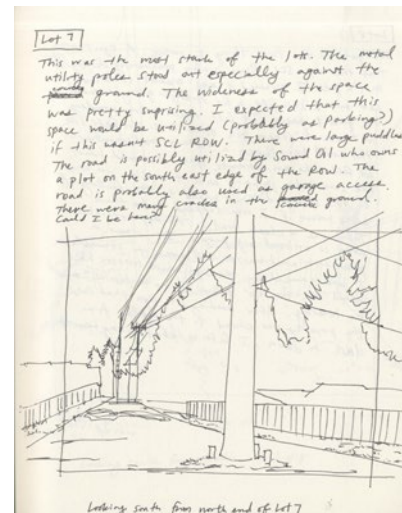 Lot 7
This was the most stark of the lots. The metal
utility poles stood out especially against the
ground. The wideness of the space
was pretty suprising. I expected that this
space would be utilized (probably as parking?)
if this wasnt SCL ROW. There were large puddles
The road is possibly utilized by Sound Oil who owns
a plot on the south east edge of the ROW. The
road is probably also used as garage access.
There were many in the ground.
Could I be here?
Looking south from north end of Lot 7